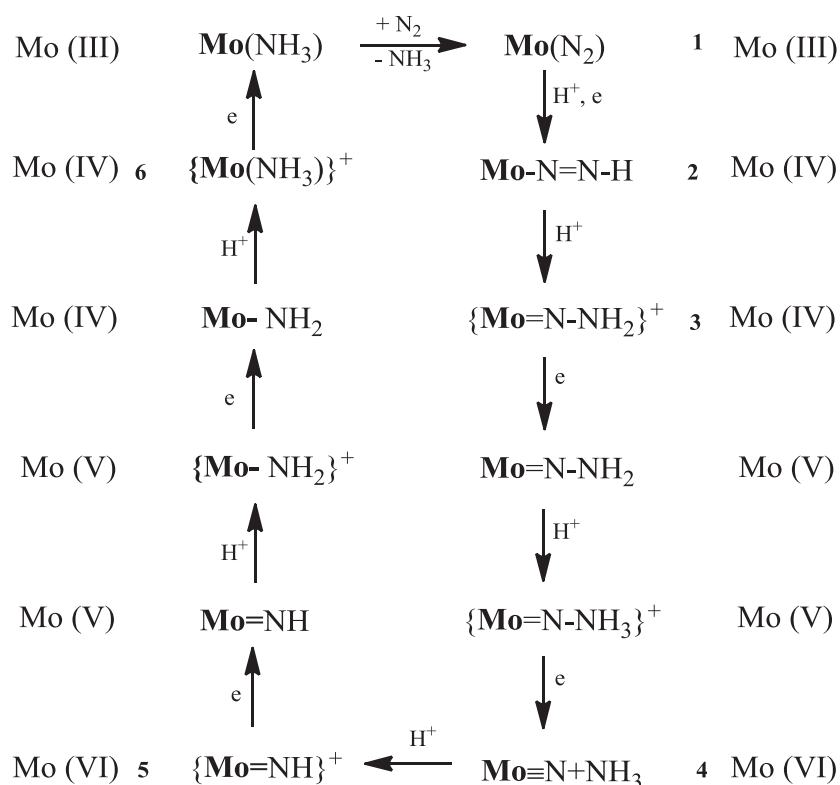 Mo (III) Mo(NH₃) + N₂ - NH₃ Mo(N₂) 1 Mo (III)
e H⁺, e
Mo (IV) 6 {Mo(NH₃)}⁺ Mo-N=N-H 2 Mo (IV)
H⁺ H⁺
Mo (IV) Mo- NH₂ {Mo=N-NH₂}⁺ 3 Mo (IV)
e e
Mo (V) {Mo- NH₂}⁺ Mo=N-NH₂ Mo (V)
H⁺ H⁺
Mo (V) Mo=NH {Mo=N-NH₃}⁺ Mo (V)
e e
Mo (VI) 5 {Mo=NH}⁺ H⁺ Mo≡N+NH₃ 4 Mo (VI)